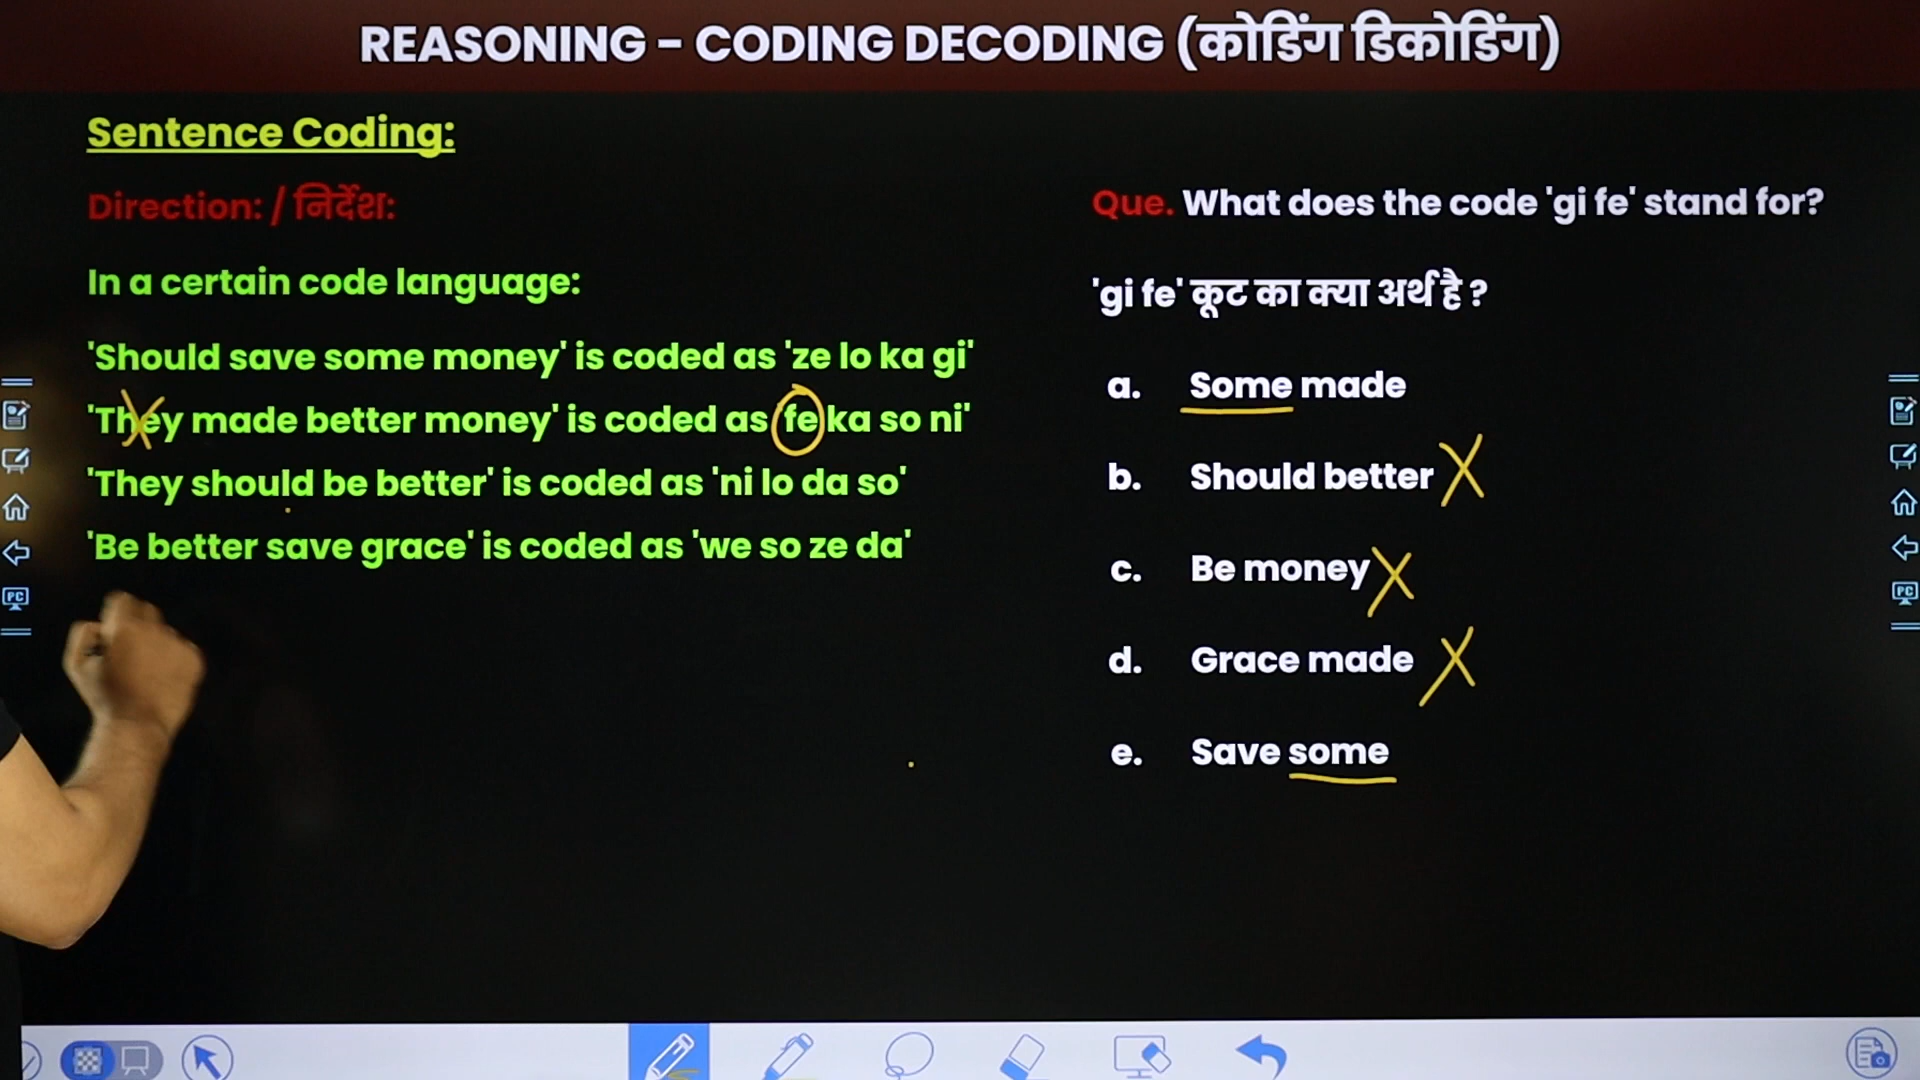 REASONING - CODING DECODING (कोडिंग डिकोडिंग)
Sentence Coding:
Direction: / निर्देश:
In a certain code language:
'Should save some money' is coded as 'ze lo ka gi'
'They made better money' is coded as 'fe ka so ni'
'They should be better' is coded as 'ni lo da so'
'Be better save grace' is coded as 'we so ze da'
Que. What does the code 'gi fe' stand for?
'gi fe' कूट का क्या अर्थ है ?
a. Some made
b. Should better
c. Be money
d. Grace made
e. Save some
PC
PC